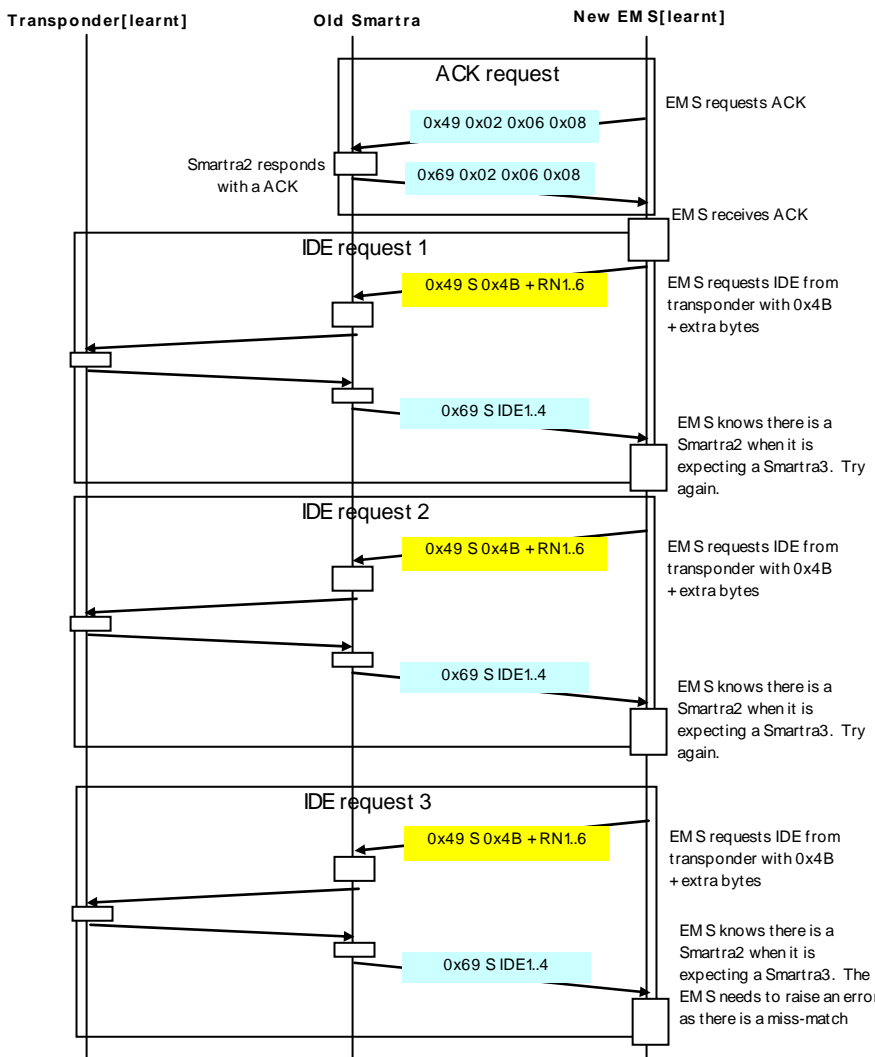 Transponder[learnt]
Old Smartra
New EMS[learnt]
ACK request
EMS requests ACK
0x49 0x02 0x06 0x08
Smartra2 responds
with a ACK
0x69 0x02 0x06 0x08
EMS receives ACK
IDE request 1
0x49 S 0x4B + RN1..6
EMS requests IDE from
transponder with 0x4B
+ extra bytes
0x69 S IDE1..4
EMS knows there is a
Smartra2 when it is
expecting a Smartra3. Try
again.
IDE request 2
0x49 S 0x4B + RN1..6
EMS requests IDE from
transponder with 0x4B
+ extra bytes
0x69 S IDE1..4
EMS knows there is a
Smartra2 when it is
expecting a Smartra3. Try
again.
IDE request 3
0x49 S 0x4B + RN1..6
EMS requests IDE from
transponder with 0x4B
+ extra bytes
0x69 S IDE1..4
EMS knows there is a
Smartra2 when it is
expecting a Smartra3. The
EMS needs to raise an error
as there is a miss-match